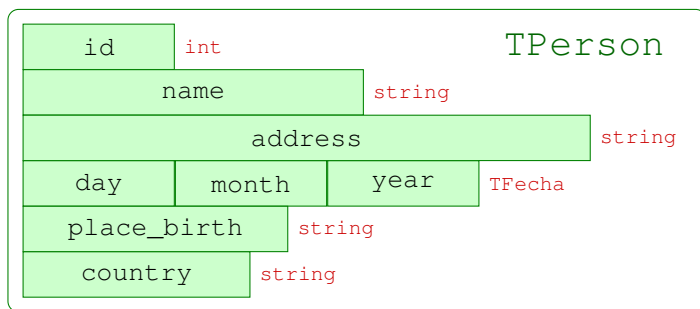 id int TPerson
name string
address string
day month year TFecha
place_birth string
country string